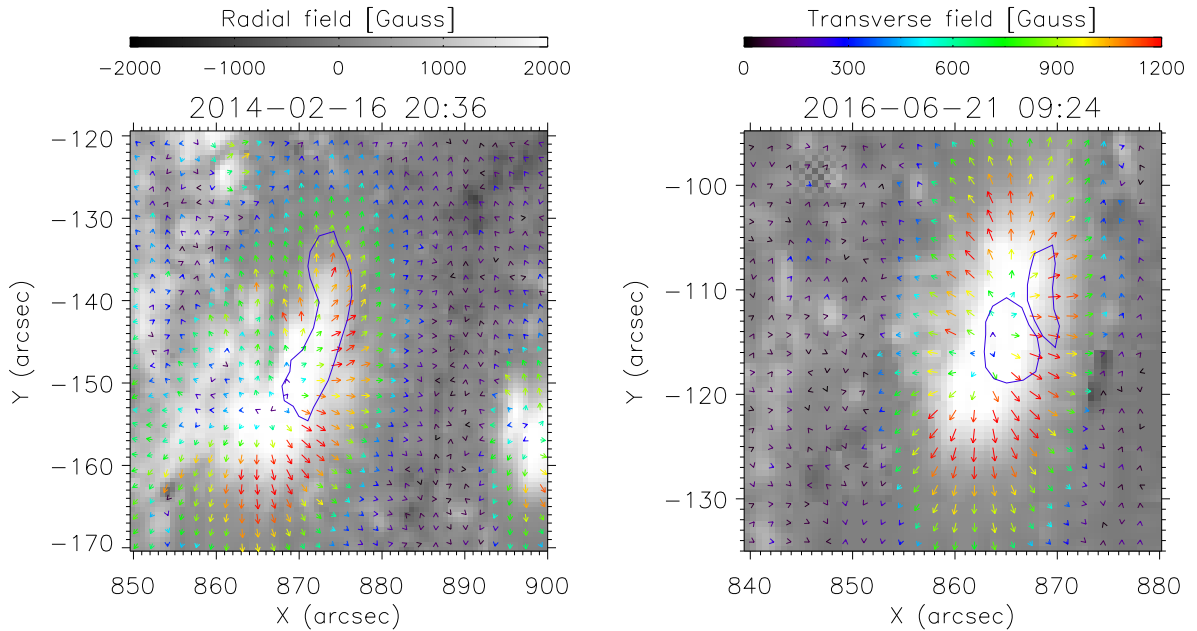 Radial field [Gauss]
−2000 −1000 0 1000 2000
2014−02−16 20:36
−120
−130
−140
−150
−160
−170
Y (arcsec)
850 860 870 880 890 900
X (arcsec)
Transverse field [Gauss]
0 300 600 900 1200
2016−06−21 09:24
−100
−110
−120
−130
Y (arcsec)
840 850 860 870 880
X (arcsec)